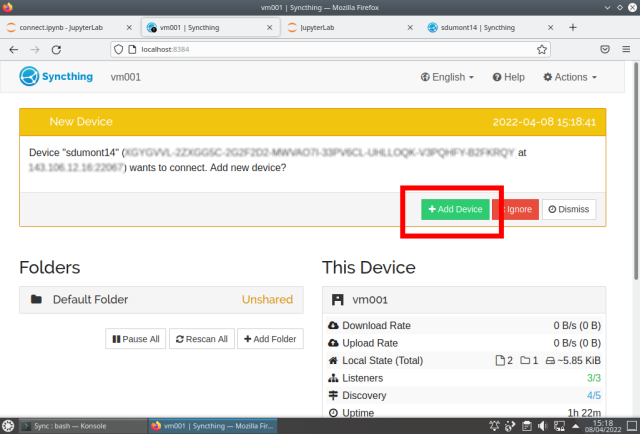 vm001 | Syncthing — Mozilla Firefox
connect.ipynb - JupyterLab
vm001 | Syncthing
JupyterLab
sdumont14 | Syncthing
localhost:8384
Syncthing
vm001
English
Help
Actions
New Device
2022-04-08 15:18:41
Device "sdumont14" (
at
) wants to connect. Add new device?
Add Device
Ignore
Dismiss
Folders
Default Folder
Unshared
Pause All
Rescan All
Add Folder
This Device
vm001
Download Rate 0 B/s (0 B)
Upload Rate 0 B/s (0 B)
Local State (Total) 2 1 ~5.85 KiB
Listeners 3/3
Discovery 4/5
Uptime 1h 22m
Sync : bash — Konsole
vm001 | Syncthing — Mozilla Fir...
15:18
08/04/2022